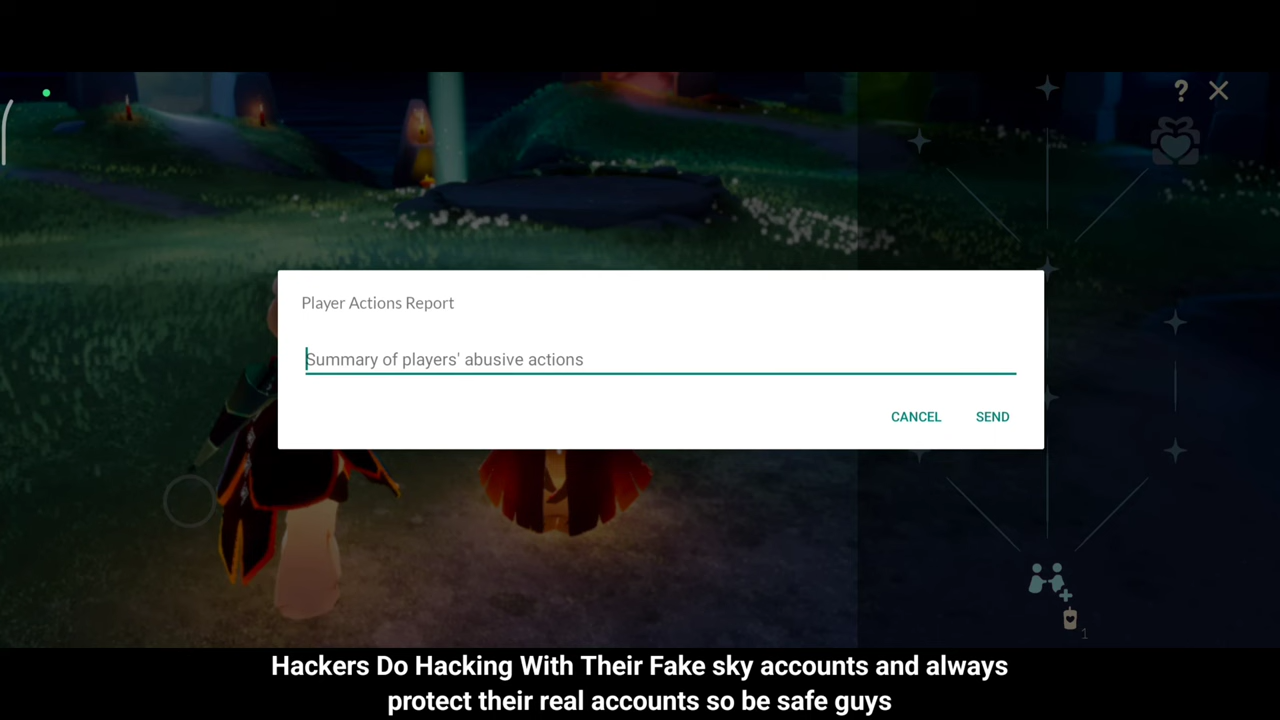 ?
Player Actions Report
Summary of players' abusive actions
CANCEL SEND
1
Hackers Do Hacking With Their Fake sky accounts and always
protect their real accounts so be safe guys